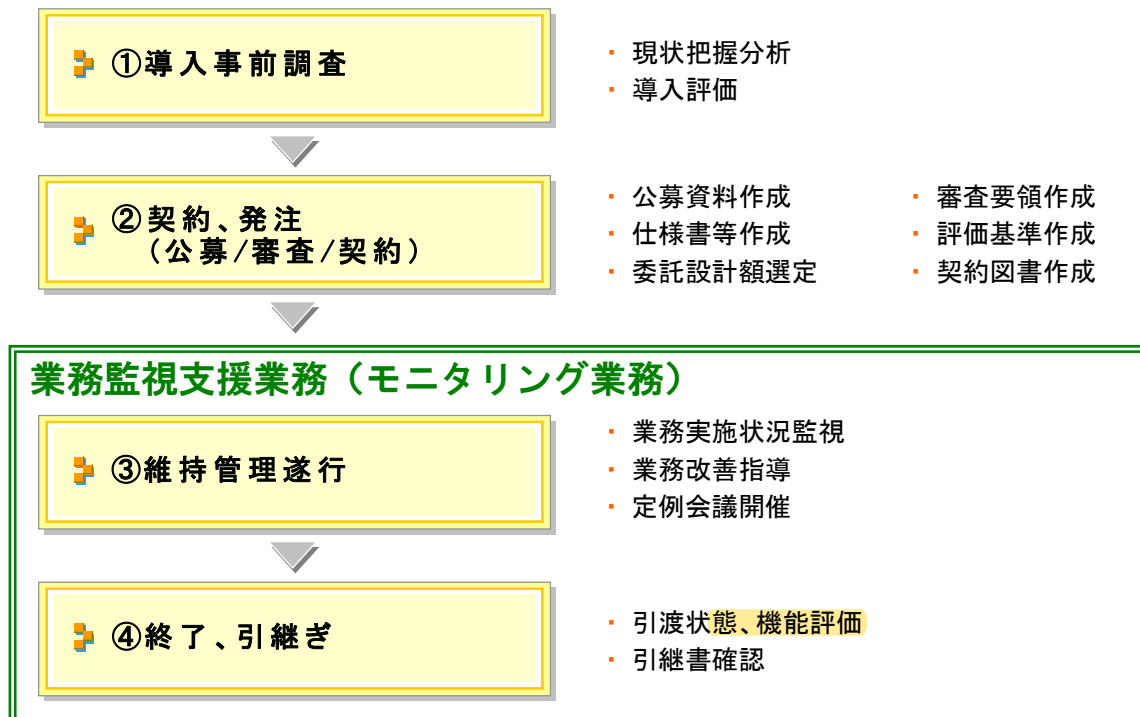 ①導入事前調査
・ 現状把握分析
・ 導入評価
②契約、発注
（公募/審査/契約）
・ 公募資料作成
・ 仕様書等作成
・ 委託設計額選定
・ 審査要領作成
・ 評価基準作成
・ 契約図書作成
業務監視支援業務（モニタリング業務）
③維持管理遂行
・ 業務実施状況監視
・ 業務改善指導
・ 定例会議開催
④終了、引継ぎ
・ 引渡状態、機能評価
・ 引継書確認